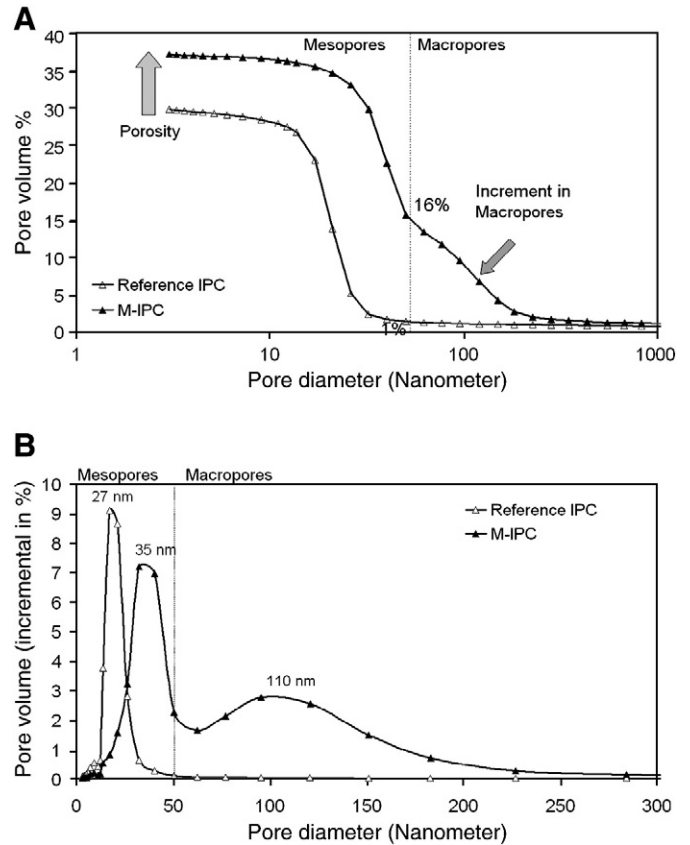 A
Pore volume %
40
35
30
25
20
15
10
5
0
Mesopores Macropores
Porosity
16%
Increment in
Macropores
Reference IPC
M-IPC
1%
1 10 100 1000
Pore diameter (Nanometer)
B
Pore volume (incremental in %)
10
9
8
7
6
5
4
3
2
1
0
Mesopores Macropores
27 nm
35 nm
110 nm
Reference IPC
M-IPC
0 50 100 150 200 250 300
Pore diameter (Nanometer)